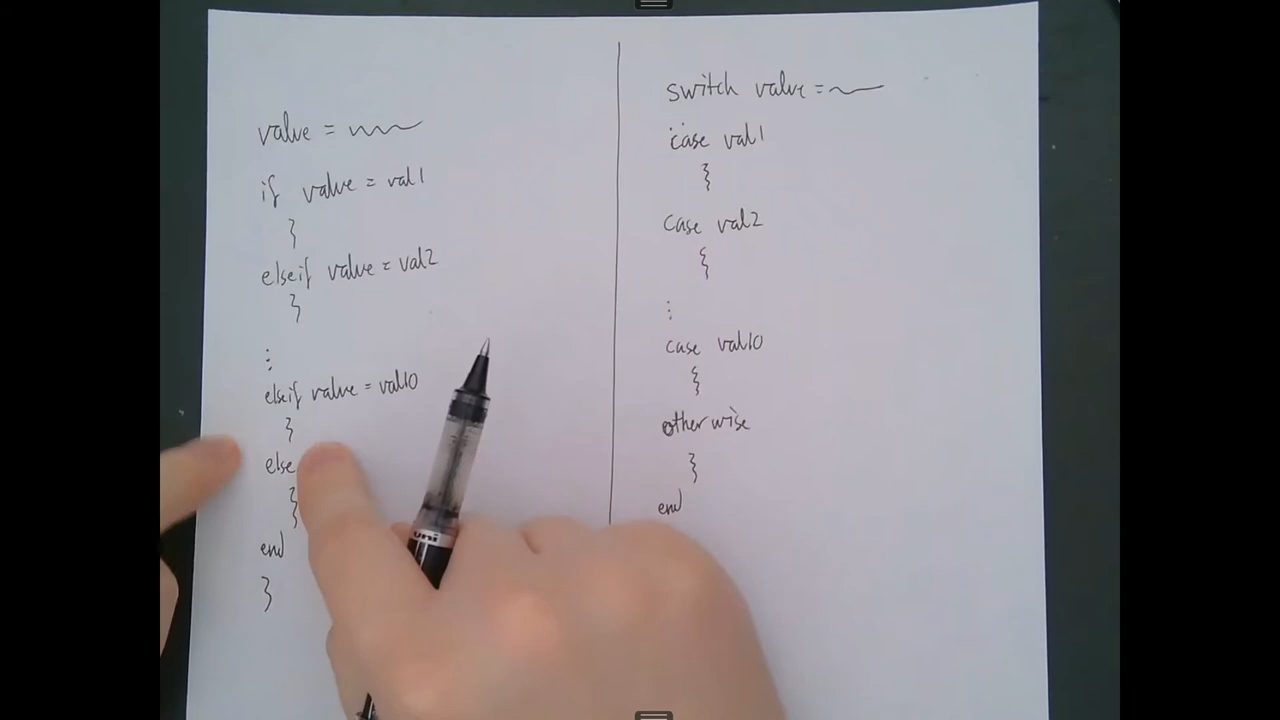 value =
if value = val1
elseif value = val2
⋮
elseif value = val10
else
end
switch value =
case val1
case val2
⋮
case val10
otherwise
end
uni